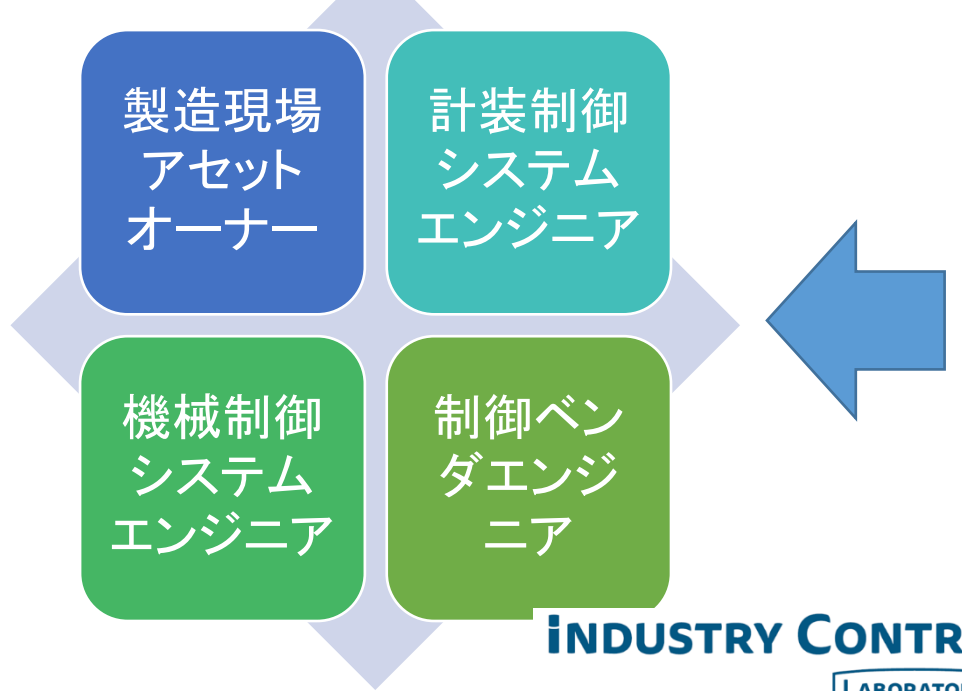 製造現場
アセット
オーナー
計装制御
システム
エンジニア
機械制御
システム
エンジニア
制御ベン
ダエンジ
ニア
INDUSTRY CONTR